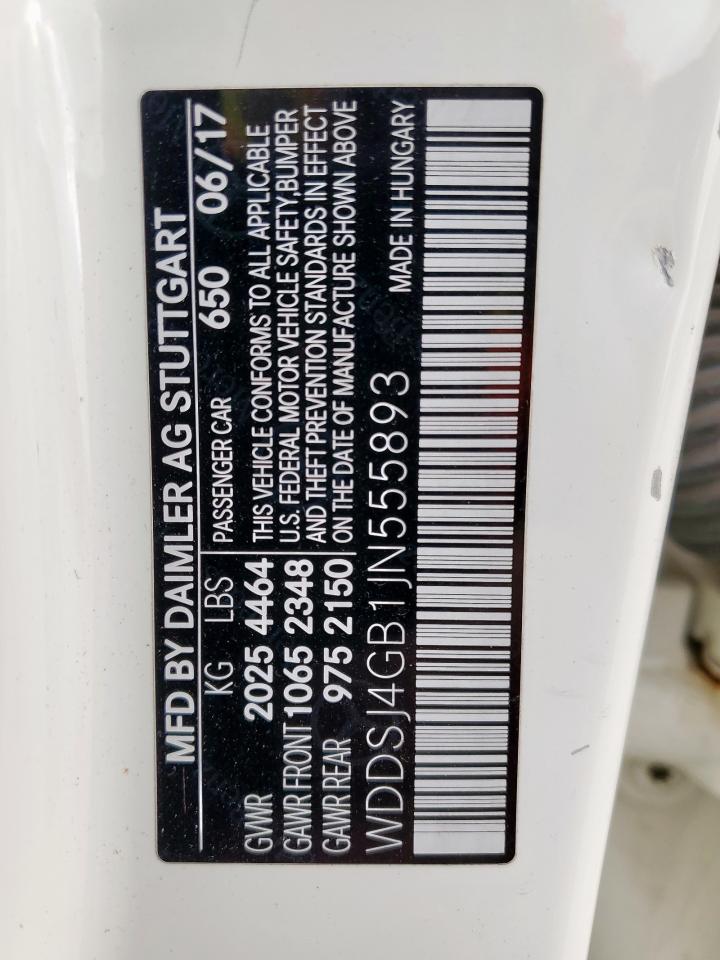 MFD BY DAIMLER AG STUTTGART 06/17
KG LBS PASSENGER CAR 650
GVWR 2025 4464 THIS VEHICLE CONFORMS TO ALL APPLICABLE
GAWR FRONT 1065 2348 U.S. FEDERAL MOTOR VEHICLE SAFETY,BUMPER
GAWR REAR 975 2150 AND THEFT PREVENTION STANDARDS IN EFFECT
ON THE DATE OF MANUFACTURE SHOWN ABOVE
WDDSJ4GB1JN555893 MADE IN HUNGARY